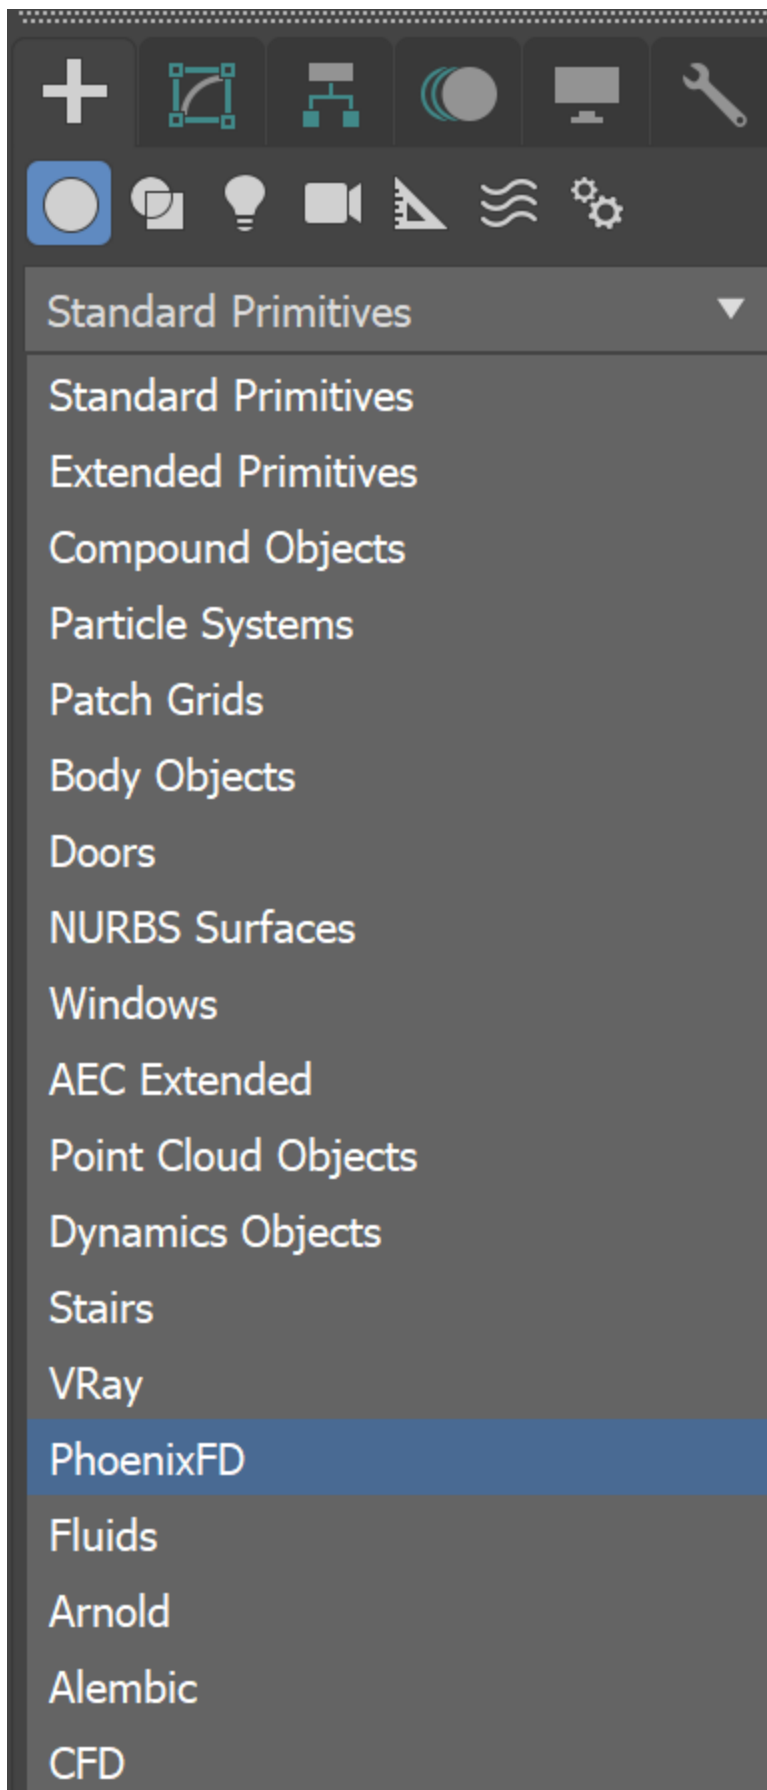 Standard Primitives
Standard Primitives
Extended Primitives
Compound Objects
Particle Systems
Patch Grids
Body Objects
Doors
NURBS Surfaces
Windows
AEC Extended
Point Cloud Objects
Dynamics Objects
Stairs
VRay
PhoenixFD
Fluids
Arnold
Alembic
CFD